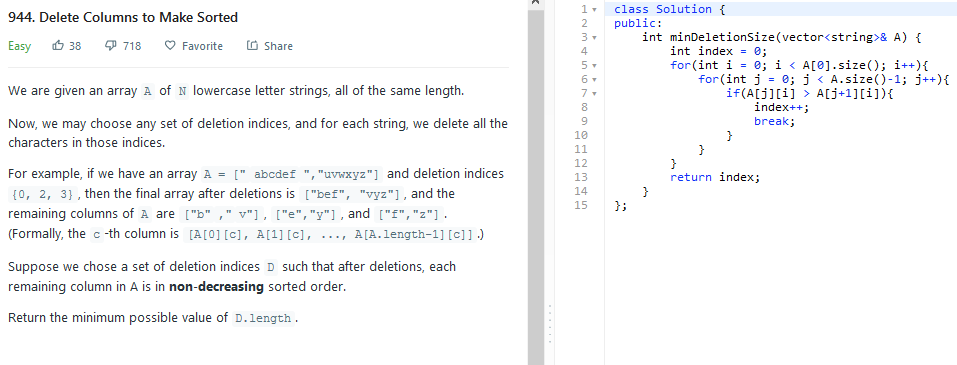 944. Delete Columns to Make Sorted
Easy 38 718 Favorite Share
We are given an array A of N lowercase letter strings, all of the same length.
Now, we may choose any set of deletion indices, and for each string, we delete all the
characters in those indices.
For example, if we have an array A = [" abcdef ","uvwxyz"] and deletion indices
{0, 2, 3} , then the final array after deletions is ["bef", "vyz"] , and the
remaining columns of A are ["b" ," v"] , ["e","y"] , and ["f","z"] .
(Formally, the c -th column is [A[0][c], A[1][c], ..., A[A.length-1][c]] .)
Suppose we chose a set of deletion indices D such that after deletions, each
remaining column in A is in non-decreasing sorted order.
Return the minimum possible value of D.length .
1 class Solution {
2 public:
3 int minDeletionSize(vector<string>& A) {
4 int index = 0;
5 for(int i = 0; i < A[0].size(); i++){
6 for(int j = 0; j < A.size()-1; j++){
7 if(A[j][i] > A[j+1][i]){
8 index++;
9 break;
10 }
11 }
12 }
13 return index;
14 }
15 };